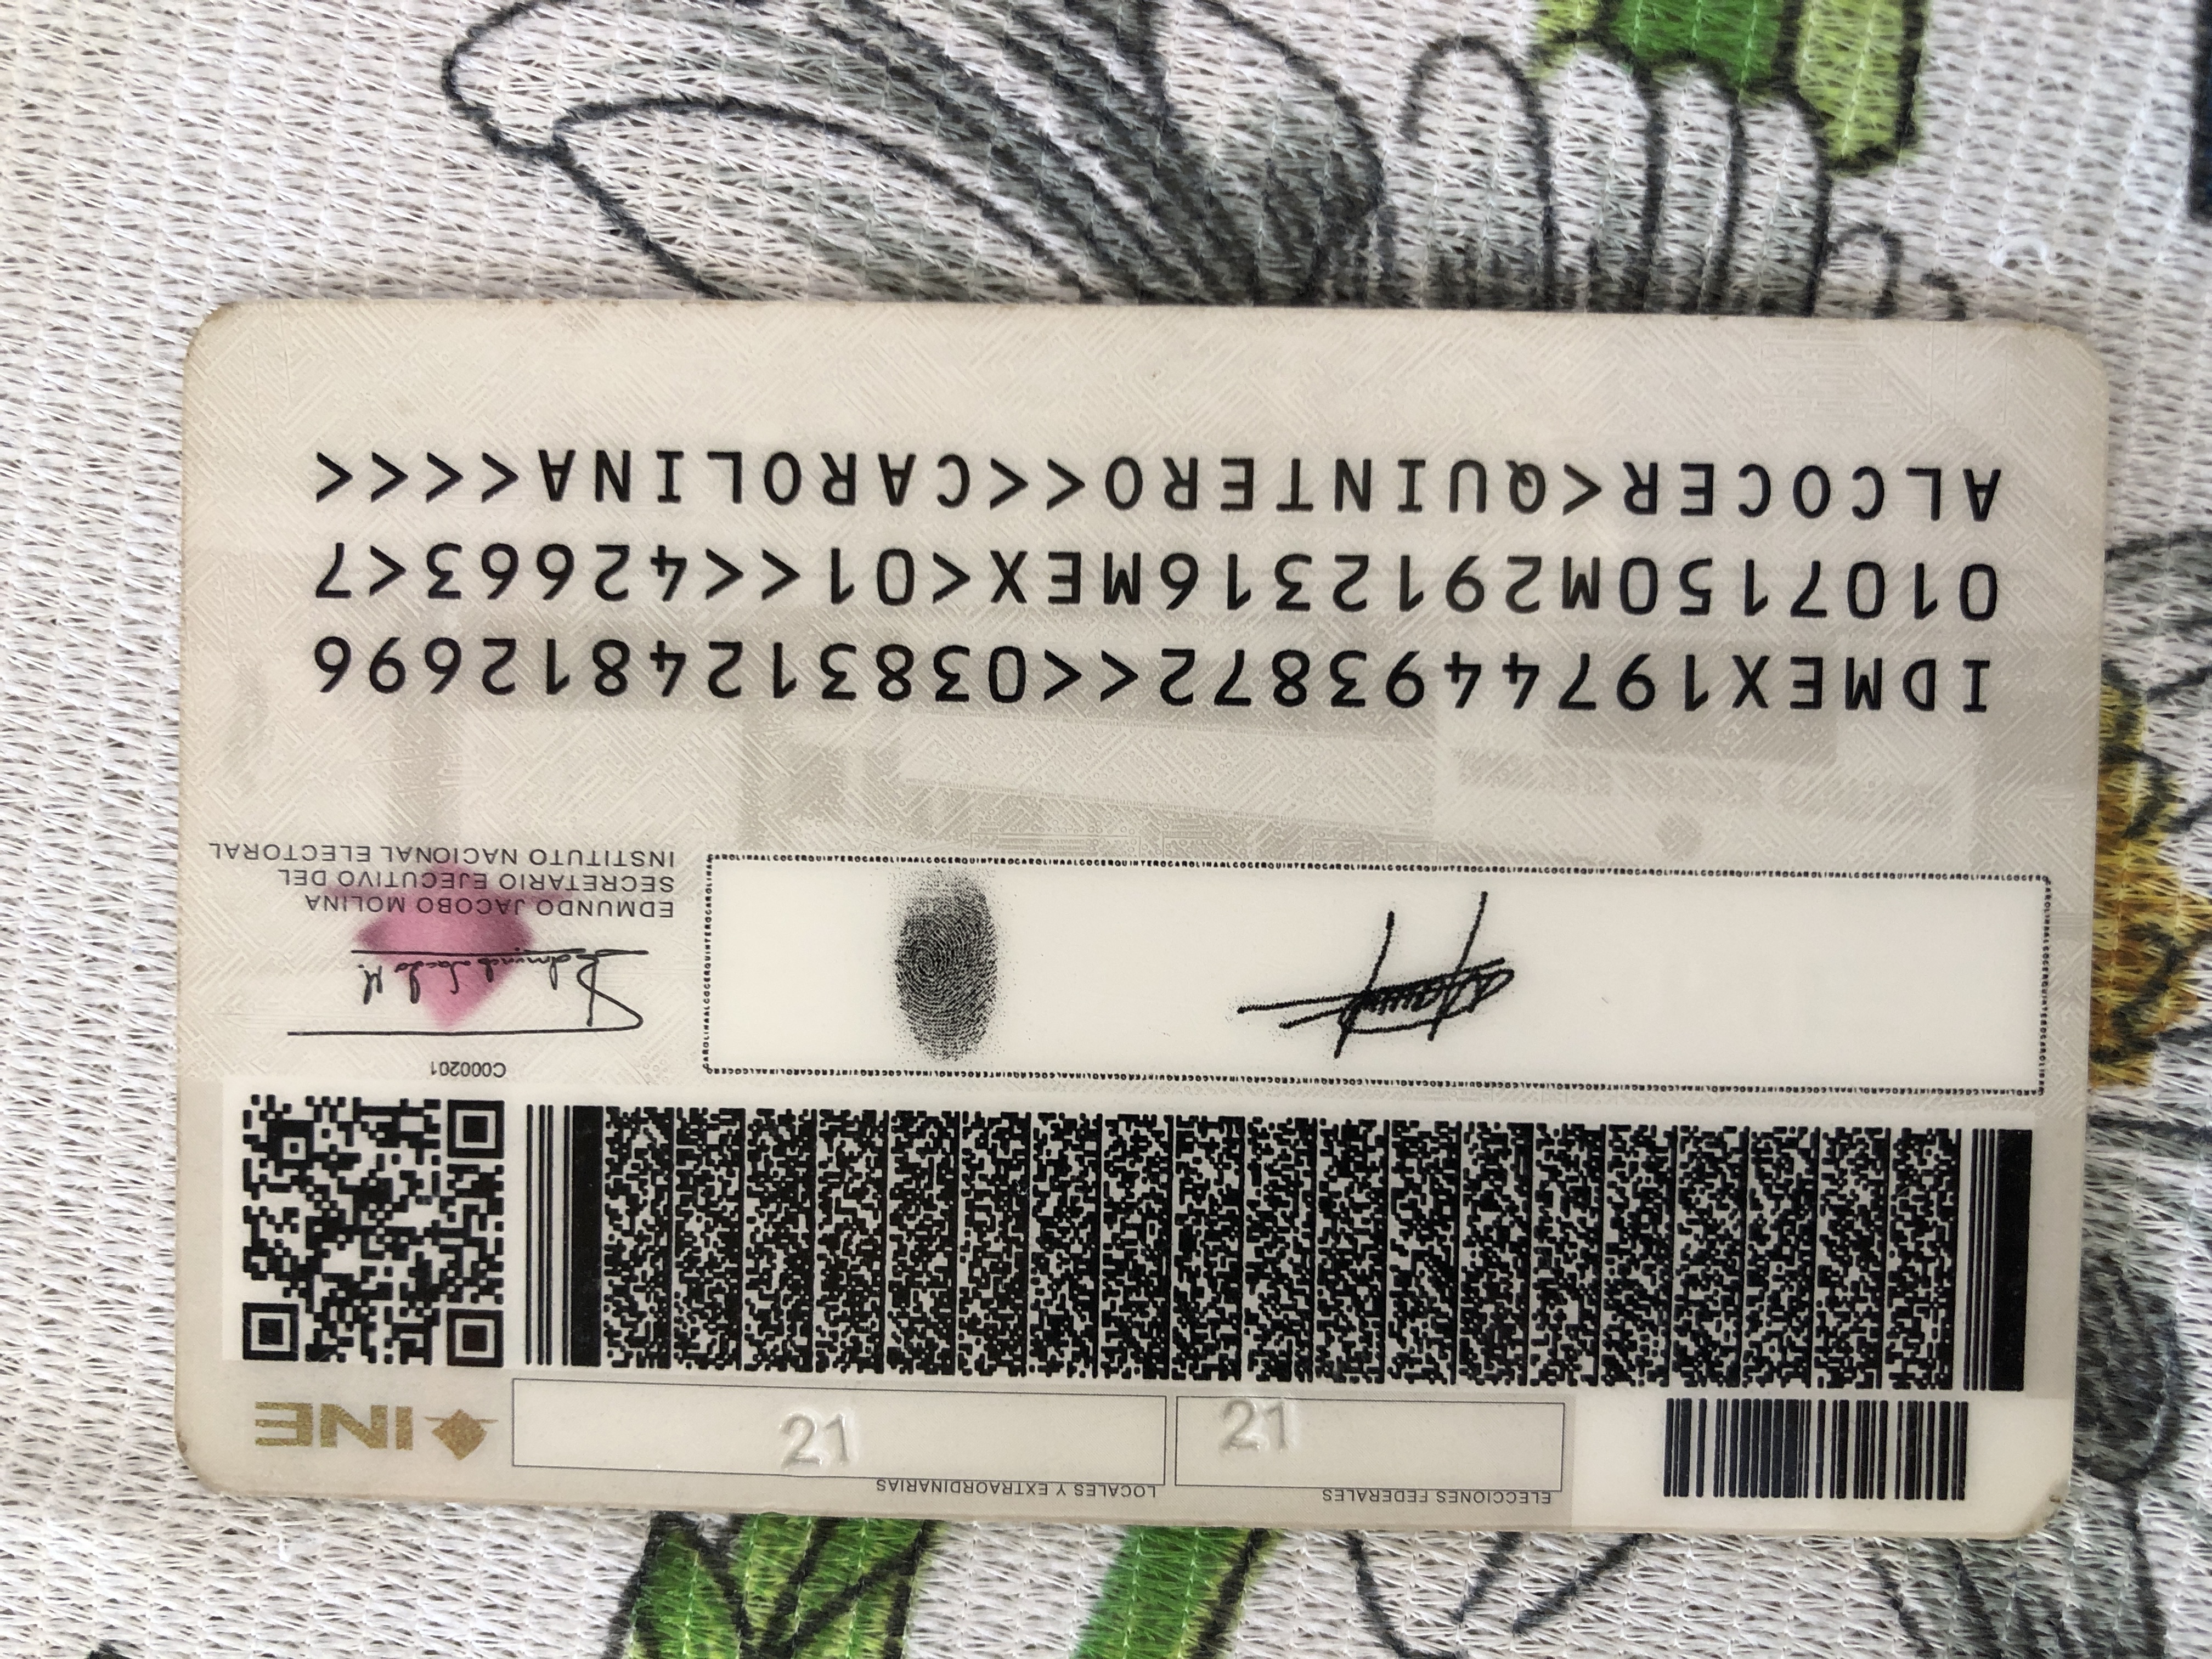 ELECCIONES FEDERALES
LOCALES Y EXTRAORDINARIAS
21
21
INE
C000201
EDMUNDO JACOBO MOLINA
SECRETARIO EJECUTIVO DEL
INSTITUTO NACIONAL ELECTORAL
IDMEX1974493872<<0383124812696
0107150M2912316MEX<01<<42663<7
ALCOCER<QUINTERO<<CAROLINA<<<<